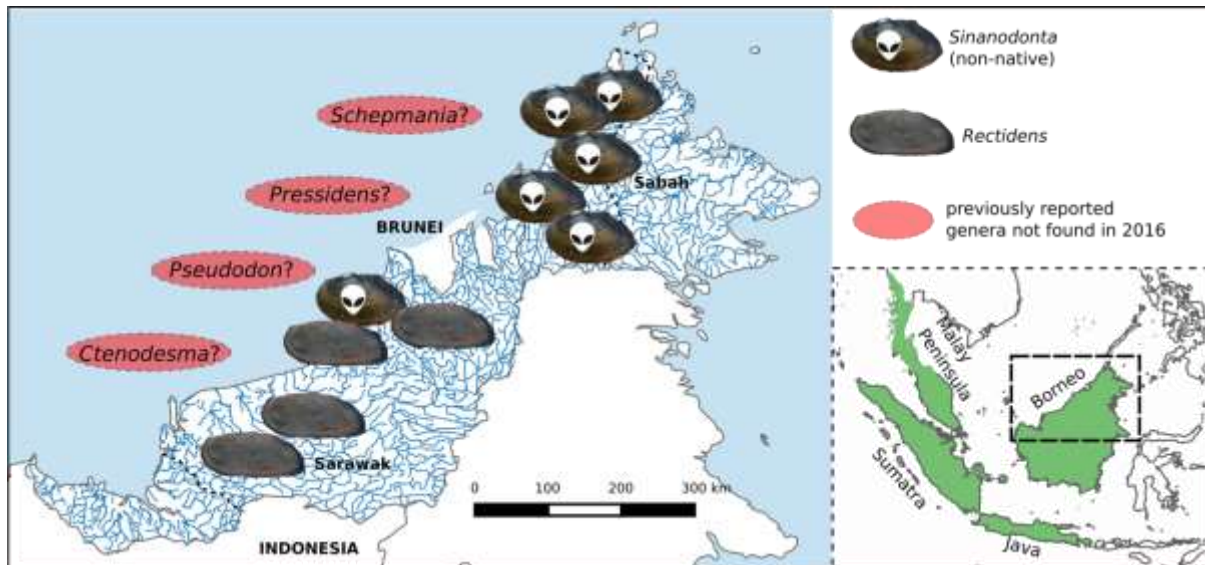 Schepmania?
Pressidens?
Pseudodon?
Ctenodesma?
BRUNEI
Sabah
Sarawak
INDONESIA
0 100 200 300 km
Sinanodonta
(non-native)
Rectidens
previously reported
genera not found in 2016
Malay
Peninsula
Borneo
Sumatra
Java